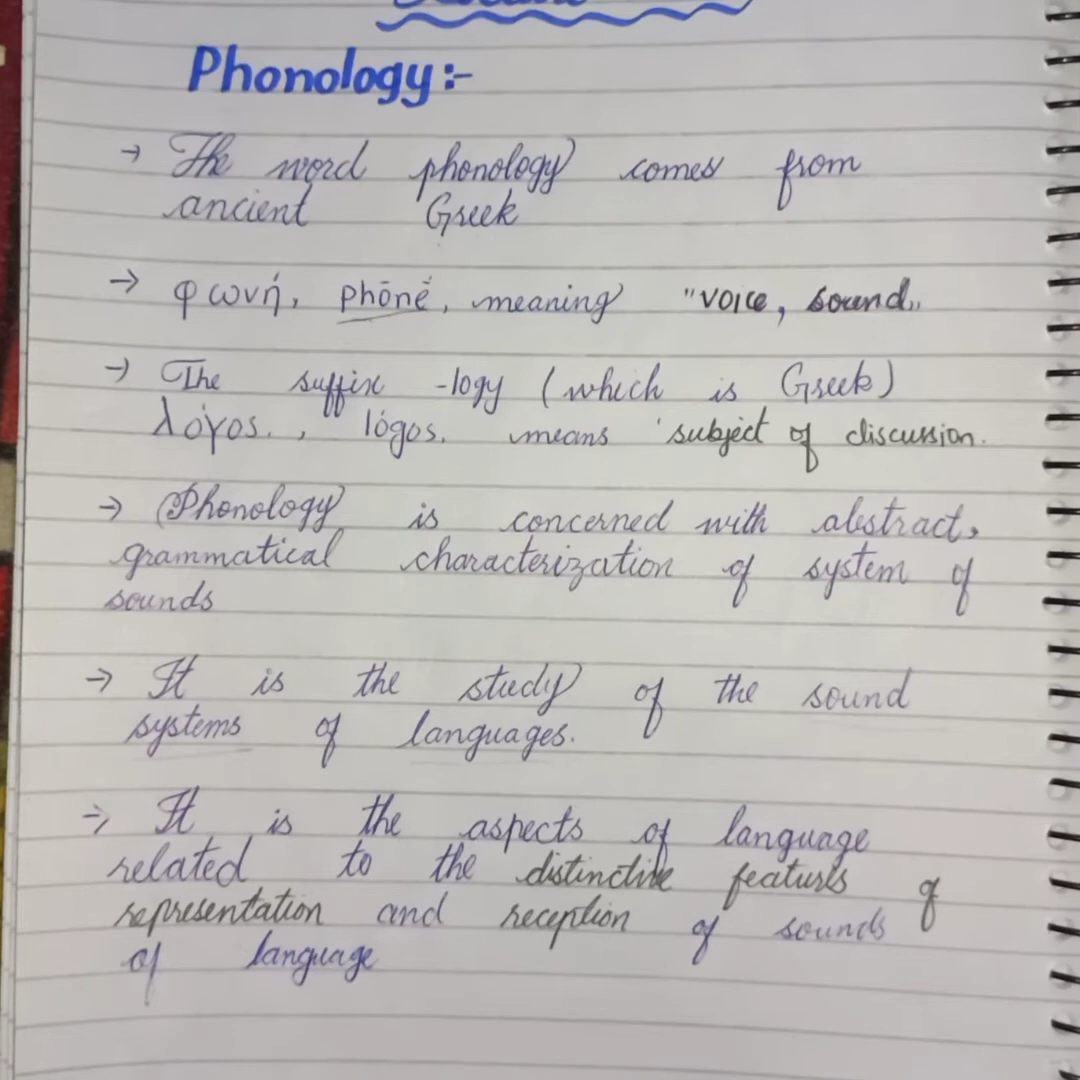 Phonology:-
→ The word phonology comes from
ancient Greek
→ φωνή, phōnḗ, meaning "voice, sound„
→ The suffix -logy (which is Greek)
λόγος., lógos. means 'subject of discussion.
→ Phonology is concerned with abstract,
grammatical characterization of system of
sounds
→ It is the study of the sound
systems of languages.
→ It is the aspects of language
related to the distinctive features of
representation and reception of sounds
of language